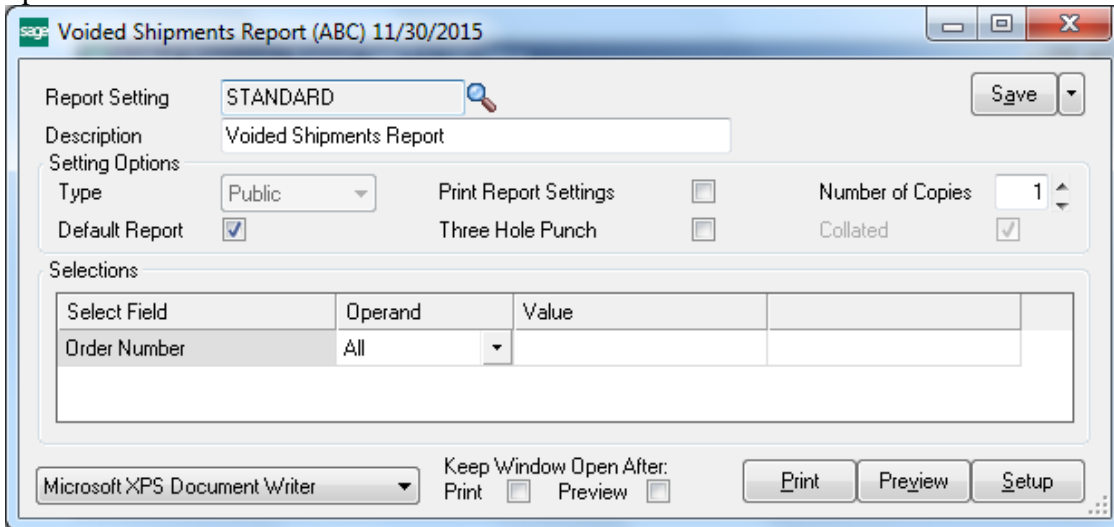 sage Voided Shipments Report (ABC) 11/30/2015
Report Setting STANDARD Save
Description Voided Shipments Report
Setting Options
Type Public Print Report Settings Number of Copies 1
Default Report Three Hole Punch Collated
Selections
Select Field Operand Value
Order Number All
Keep Window Open After:
Microsoft XPS Document Writer Print Preview Print Preview Setup